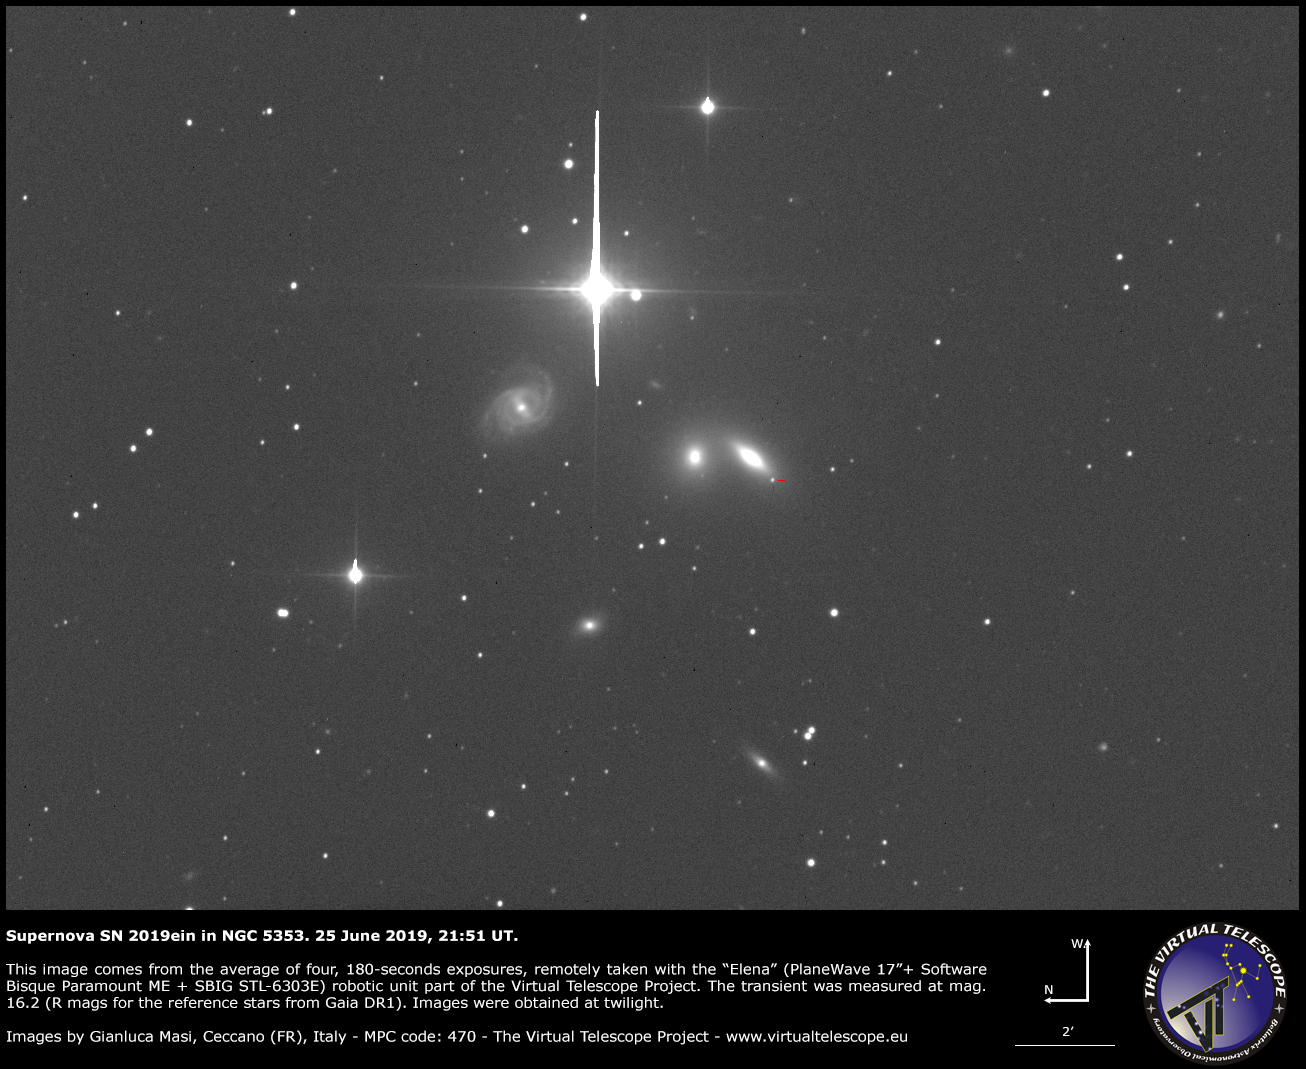 Supernova SN 2019ein in NGC 5353. 25 June 2019, 21:51 UT.
This image comes from the average of four, 180-seconds exposures, remotely taken with the “Elena” (PlaneWave 17”+ Software
Bisque Paramount ME + SBIG STL-6303E) robotic unit part of the Virtual Telescope Project. The transient was measured at mag.
16.2 (R mags for the reference stars from Gaia DR1). Images were obtained at twilight.
Images by Gianluca Masi, Ceccano (FR), Italy - MPC code: 470 - The Virtual Telescope Project - www.virtualtelescope.eu
W
N
2’
THE VIRTUAL TELESCOPE
Bellatrix Astronomical Observatory